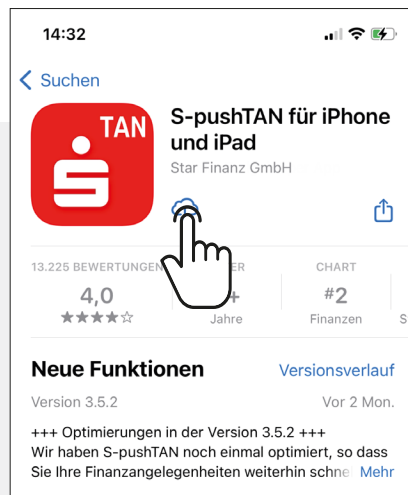 14:32
Suchen
TAN
S-pushTAN für iPhone
und iPad
Star Finanz GmbH
13.225 BEWERTUNGEN
CHART
4,0
#2
★★★★☆
Jahre
Finanzen
Neue Funktionen
Versionsverlauf
Version 3.5.2
Vor 2 Mon.
+++ Optimierungen in der Version 3.5.2 +++
Wir haben S-pushTAN noch einmal optimiert, so dass
Sie Ihre Finanzangelegenheiten weiterhin Mehr